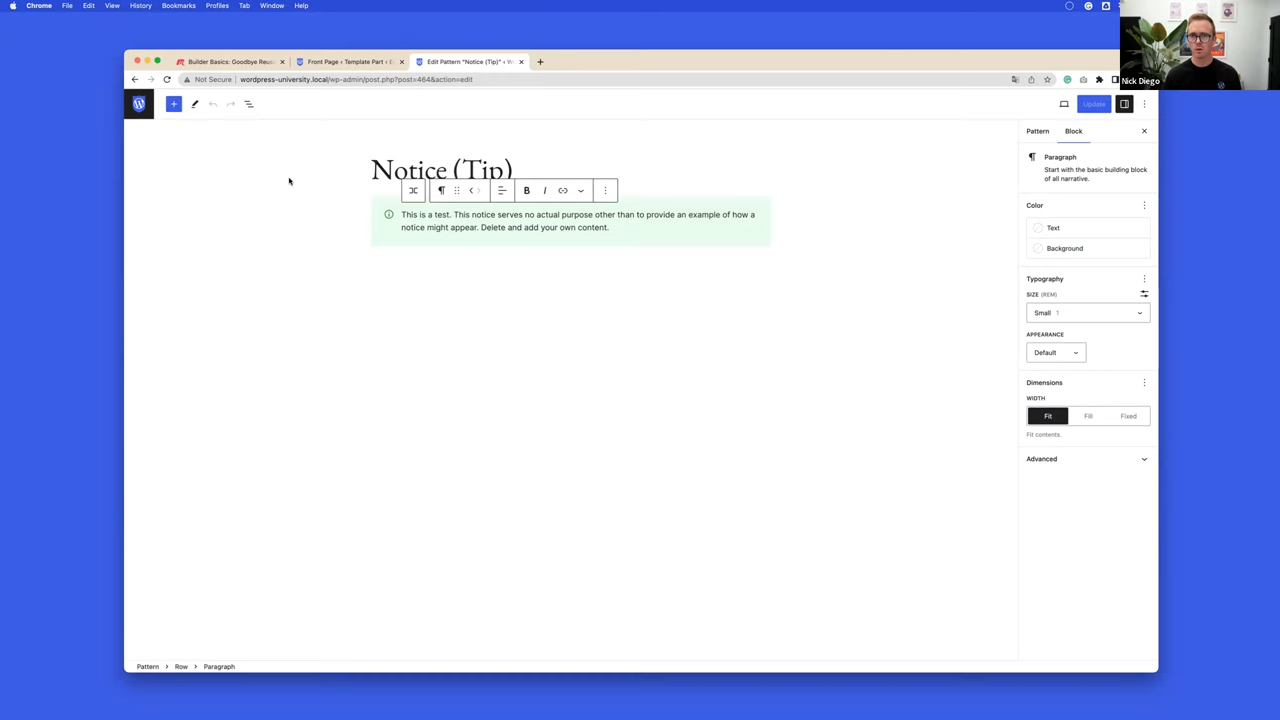 Chrome File Edit View History Bookmarks Profiles Tab Window Help
Nick Diego
Builder Basics: Goodbye Reus
Front Page ‹ Template Part ‹ E
Edit Pattern “Notice (Tip)” ‹ W
Not Secure wordpress-university.local/wp-admin/post.php?post=464&action=edit
Update
Pattern Block
Notice (Tip)
B I
This is a test. This notice serves no actual purpose other than to provide an example of how a
notice might appear. Delete and add your own content.
Paragraph
Start with the basic building block
of all narrative.
Color
Text
Background
Typography
SIZE (REM)
Small 1
APPEARANCE
Default
Dimensions
WIDTH
Fit Fill Fixed
Fit contents.
Advanced
Pattern Row Paragraph